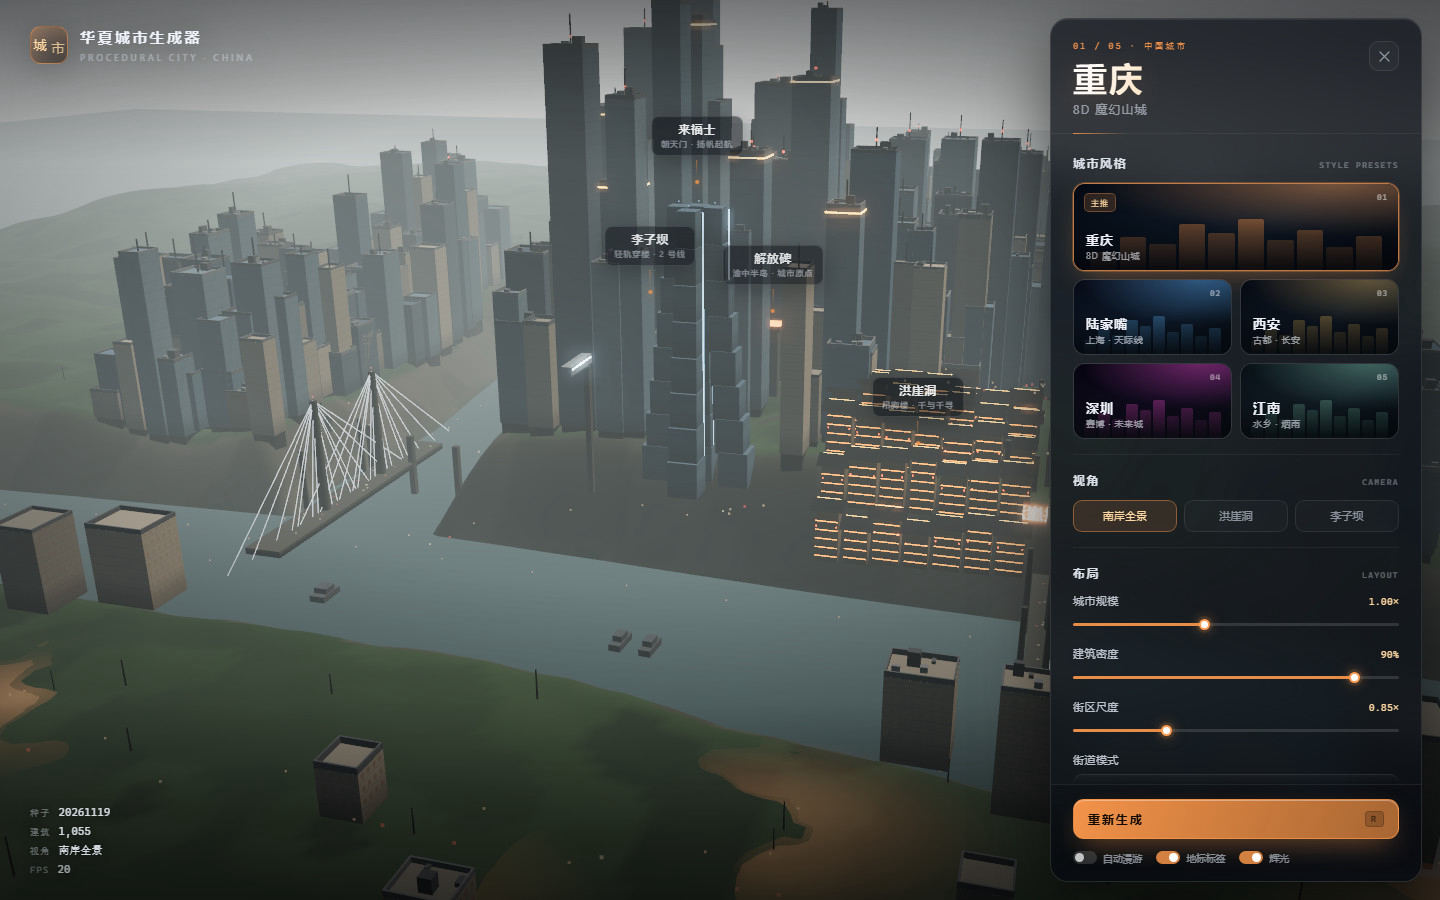 城市
华夏城市生成器
PROCEDURAL CITY · CHINA
来福士
朝天门 · 扬帆起航
李子坝
轻轨穿楼 · 2 号线
解放碑
渝中半岛 · 城市原点
洪崖洞
吊脚楼 · 千与千寻
种子 20261119
建筑 1,055
视角 南岸全景
FPS 20
01 / 05 · 中国城市
重庆
8D 魔幻山城
城市风格 STYLE PRESETS
主推 01
重庆
8D 魔幻山城
02
陆家嘴
上海 · 天际线
03
西安
古都 · 长安
04
深圳
赛博 · 未来城
05
江南
水乡 · 烟雨
视角 CAMERA
南岸全景 洪崖洞 李子坝
布局 LAYOUT
城市规模 1.00×
建筑密度 90%
街区尺度 0.85×
街道模式
重新生成 R
自动漫游 地标标签 辉光